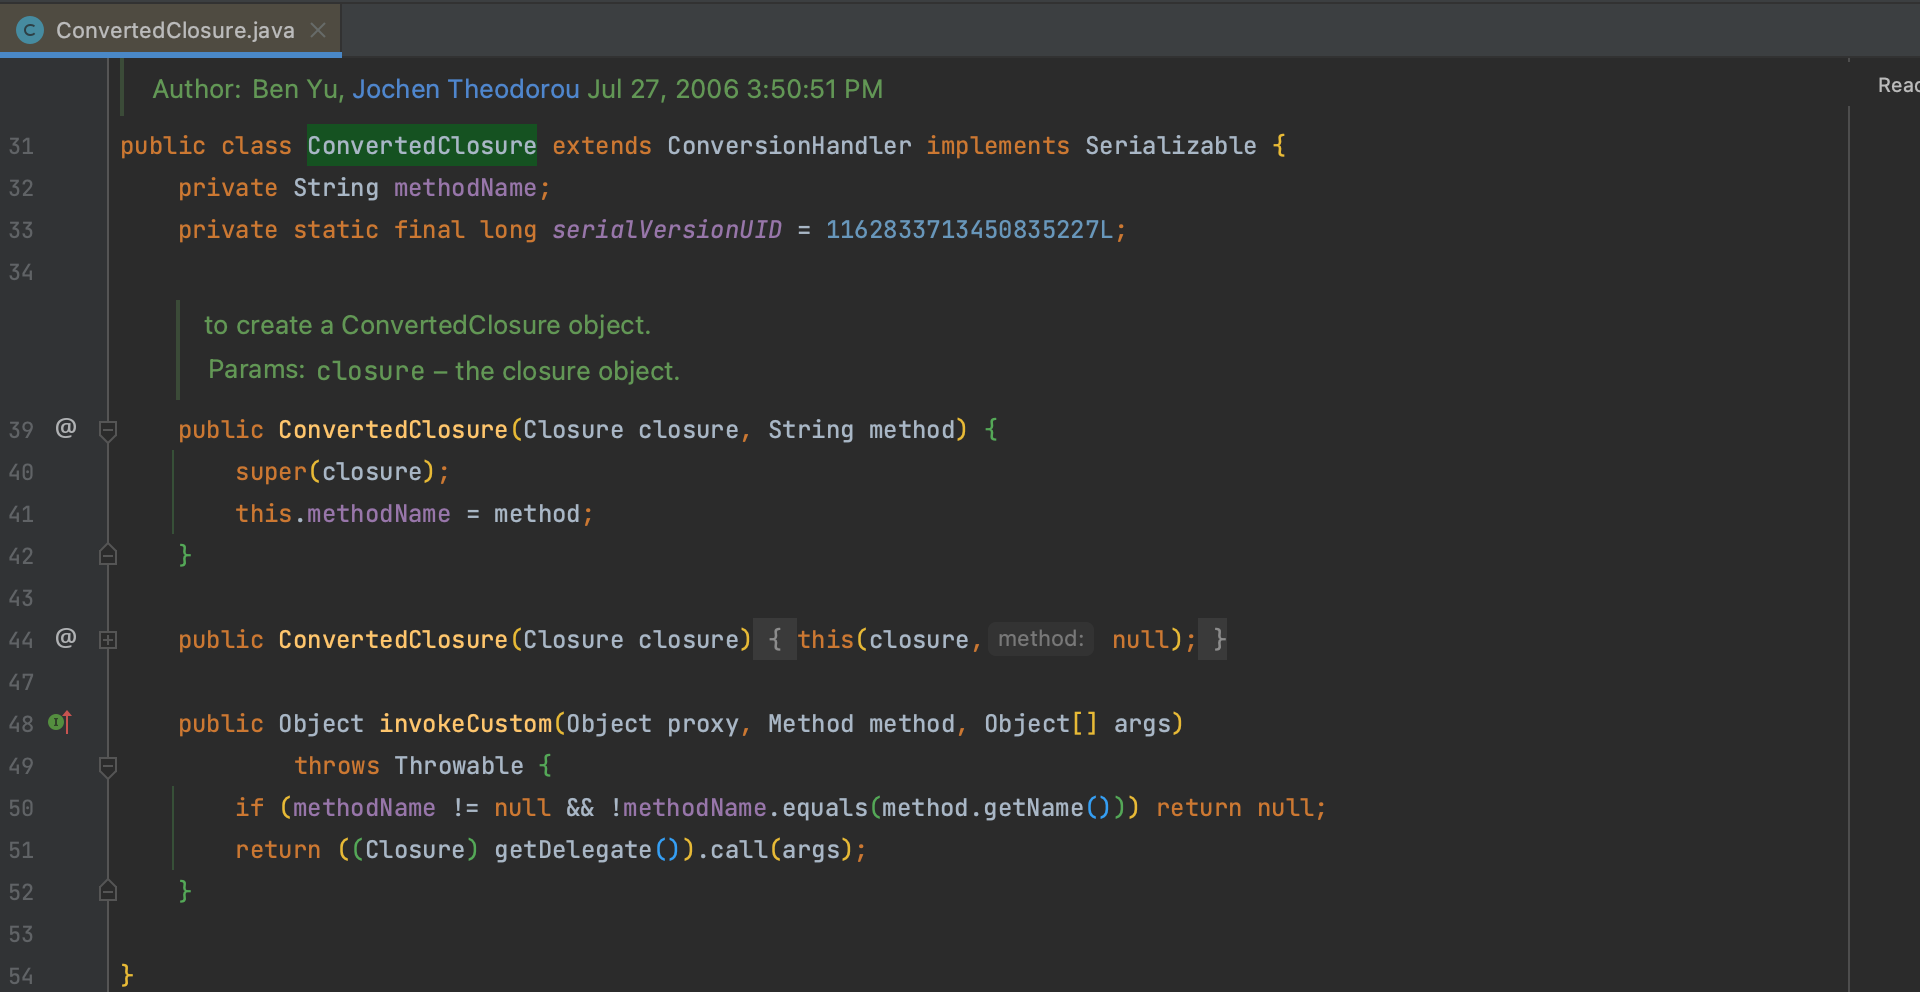 C ConvertedClosure.java
Author: Ben Yu, Jochen Theodorou Jul 27, 2006 3:50:51 PM
Read
31 public class ConvertedClosure extends ConversionHandler implements Serializable {
32 private String methodName;
33 private static final long serialVersionUID = 1162833713450835227L;
34
to create a ConvertedClosure object.
Params: closure – the closure object.
39 @ public ConvertedClosure(Closure closure, String method) {
40 super(closure);
41 this.methodName = method;
42 }
43
44 @ public ConvertedClosure(Closure closure) { this(closure, method: null); }
47
48 I public Object invokeCustom(Object proxy, Method method, Object[] args)
49 throws Throwable {
50 if (methodName != null && !methodName.equals(method.getName())) return null;
51 return ((Closure) getDelegate()).call(args);
52 }
53
54 }